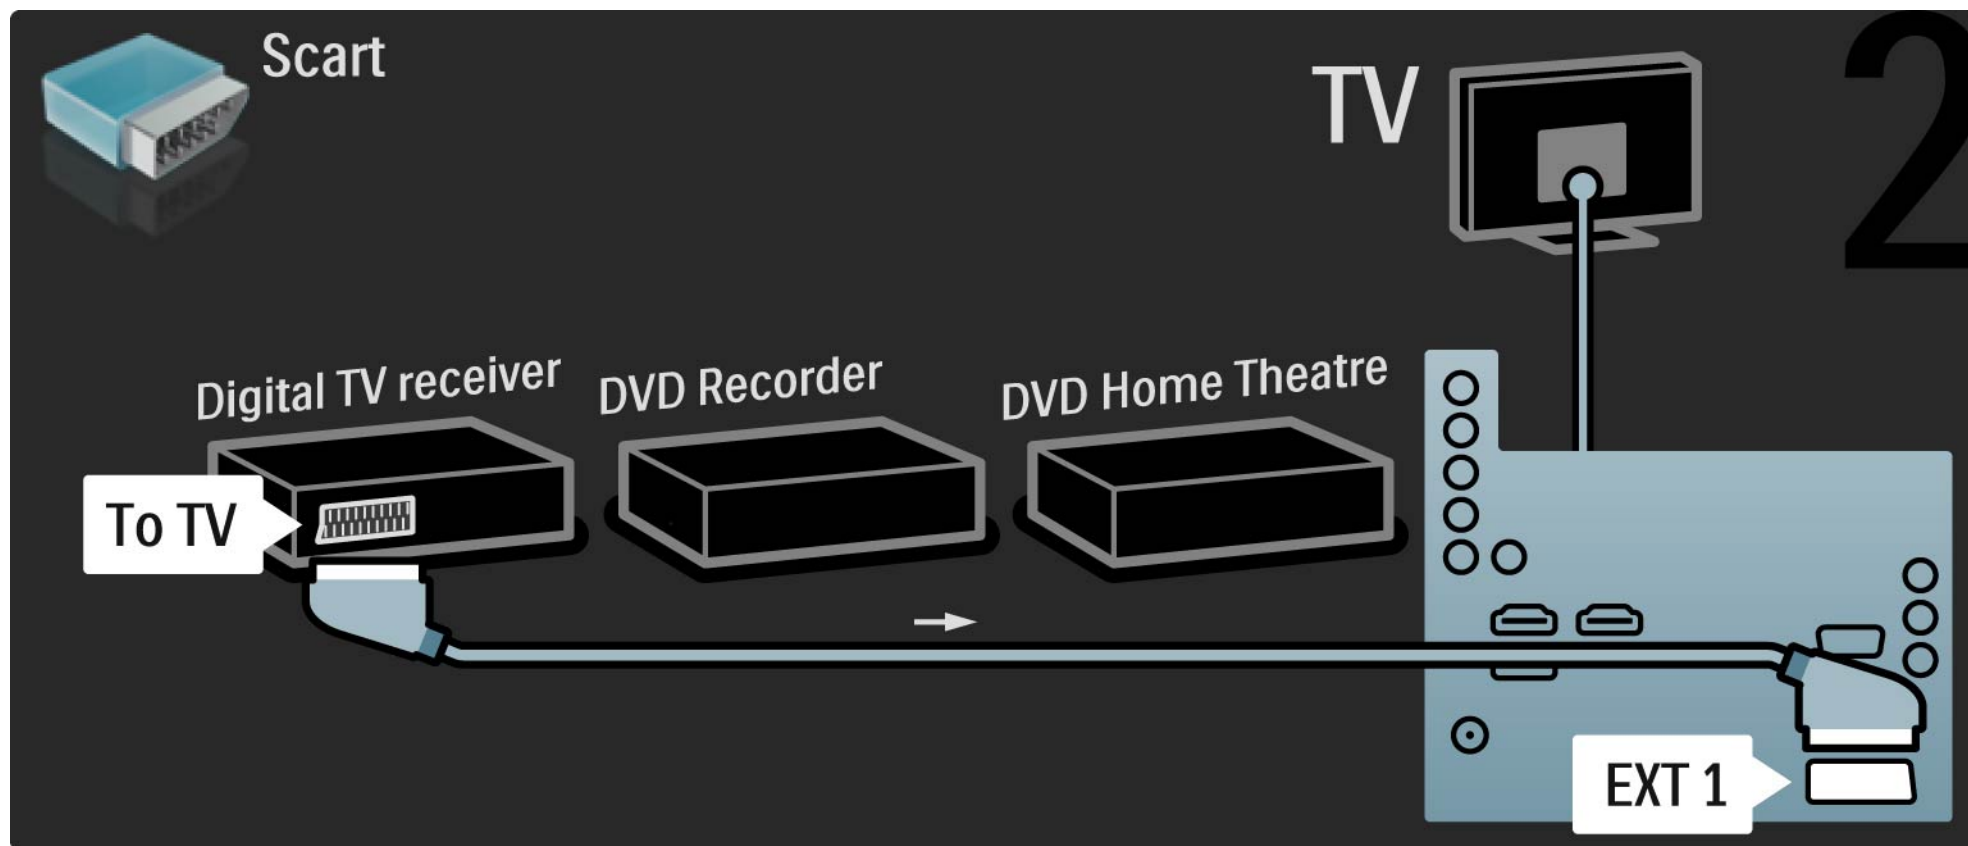 Scart
TV
2
Digital TV receiver
DVD Recorder
DVD Home Theatre
To TV
EXT 1